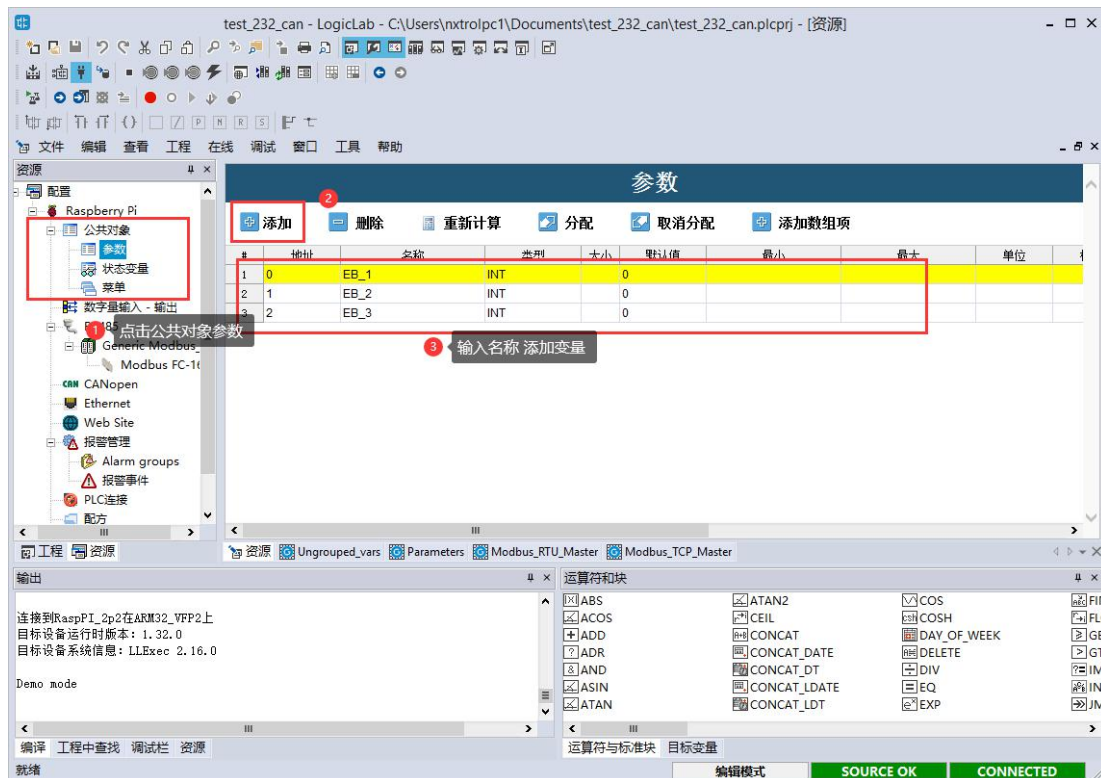 test_232_can - LogicLab - C:\Users\nxtrolpc1\Documents\test_232_can\test_232_can.plcprj - [资源]
文件 编辑 查看 工程 在线 调试 窗口 工具 帮助
资源
配置
Raspberry Pi
公共对象
参数
状态变量
菜单
数字量输入 - 输出
1 点击公共对象参数
Generic Modbus_
Modbus FC-16
CANopen
Ethernet
Web Site
报警管理
Alarm groups
报警事件
PLC连接
配方
工程 资源
参数
2
添加 删除 重新计算 分配 取消分配 添加数组项
# 地址 名称 类型 大小 默认值 最小 最大 单位
1 0 EB_1 INT 0
2 1 EB_2 INT 0
3 2 EB_3 INT 0
3 输入名称 添加变量
资源 Ungrouped_vars Parameters Modbus_RTU_Master Modbus_TCP_Master
输出
连接到RaspPI_2p2在ARM32_VFP2上
目标设备运行时版本: 1.32.0
目标设备系统信息: LLExec 2.16.0
Demo mode
编译 工程中查找 调试栏 资源
运算符和块
ABS ATAN2 COS FI
ACOS CEIL COSH FL
ADD CONCAT DAY_OF_WEEK GE
ADR CONCAT_DATE DELETE GT
AND CONCAT_DT DIV IM
ASIN CONCAT_LDATE EQ IN
ATAN CONCAT_LDT EXP JM
运算符与标准块 目标变量
就绪 编辑模式 SOURCE OK CONNECTED